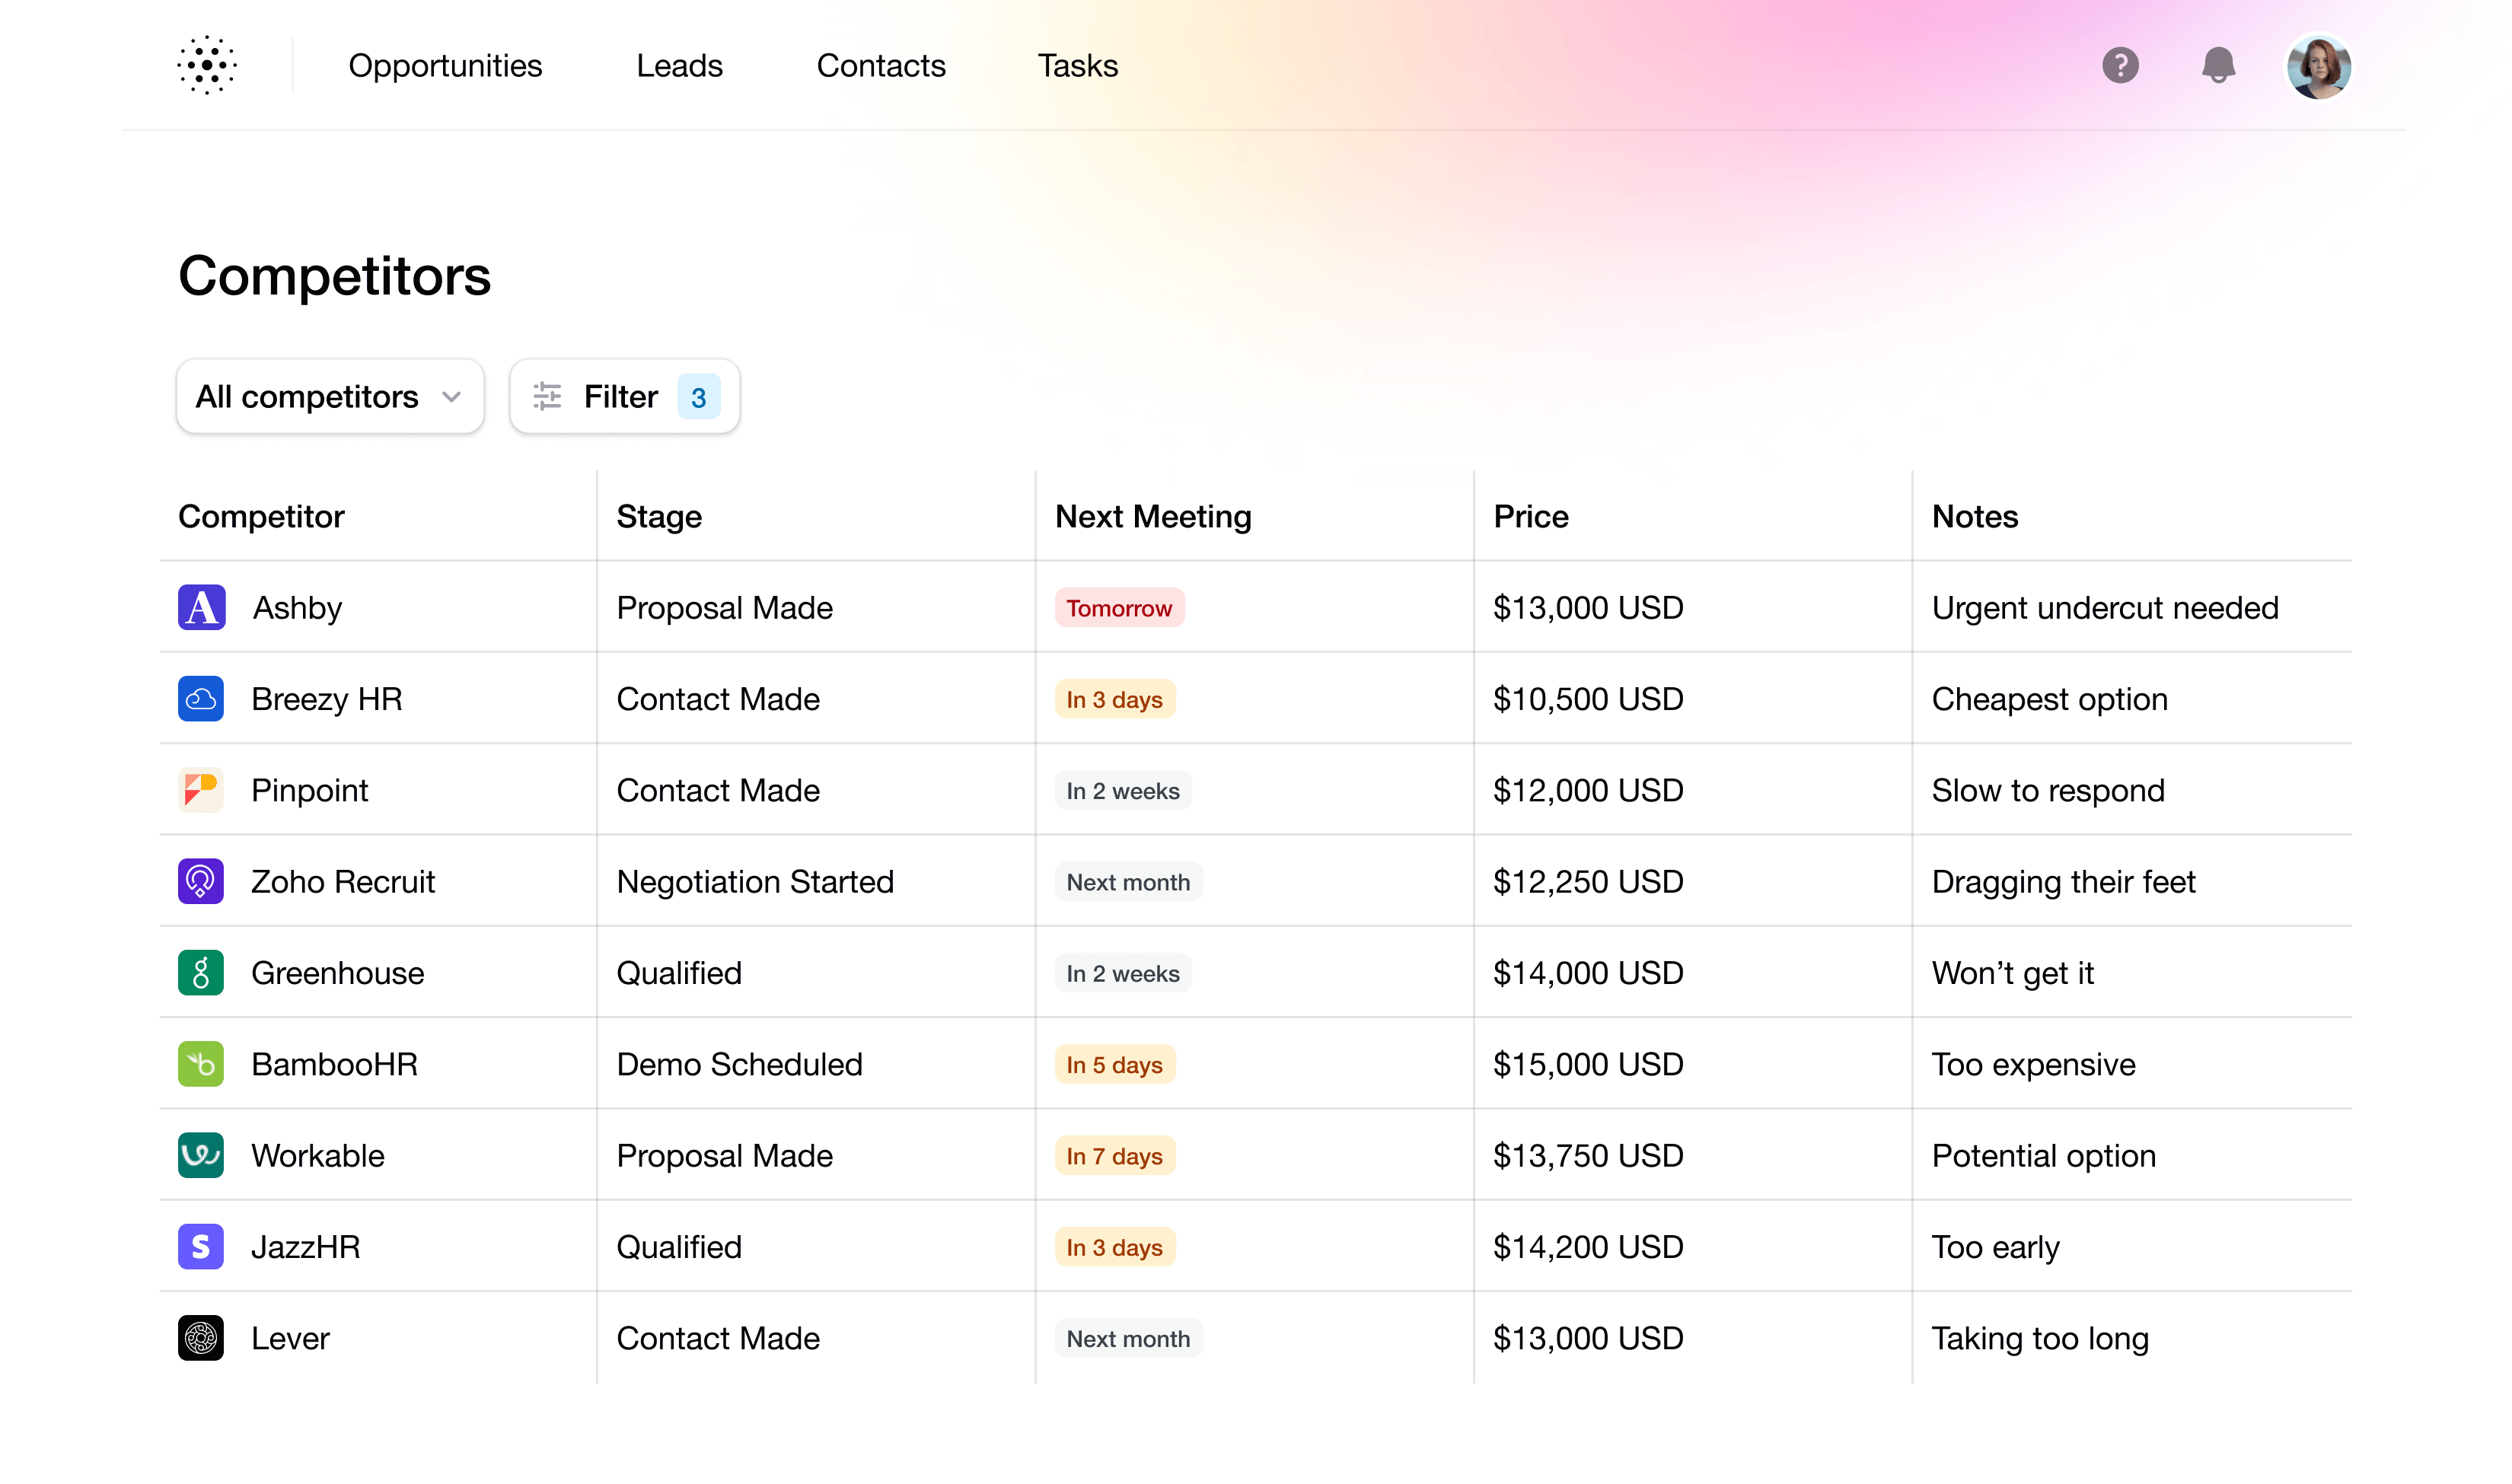 Opportunities Leads Contacts Tasks ?
Competitors
All competitors Filter 3
Competitor Stage Next Meeting Price Notes
A Ashby Proposal Made Tomorrow $13,000 USD Urgent undercut needed
Breezy HR Contact Made In 3 days $10,500 USD Cheapest option
Pinpoint Contact Made In 2 weeks $12,000 USD Slow to respond
Zoho Recruit Negotiation Started Next month $12,250 USD Dragging their feet
g Greenhouse Qualified In 2 weeks $14,000 USD Won’t get it
b BambooHR Demo Scheduled In 5 days $15,000 USD Too expensive
w Workable Proposal Made In 7 days $13,750 USD Potential option
S JazzHR Qualified In 3 days $14,200 USD Too early
Lever Contact Made Next month $13,000 USD Taking too long